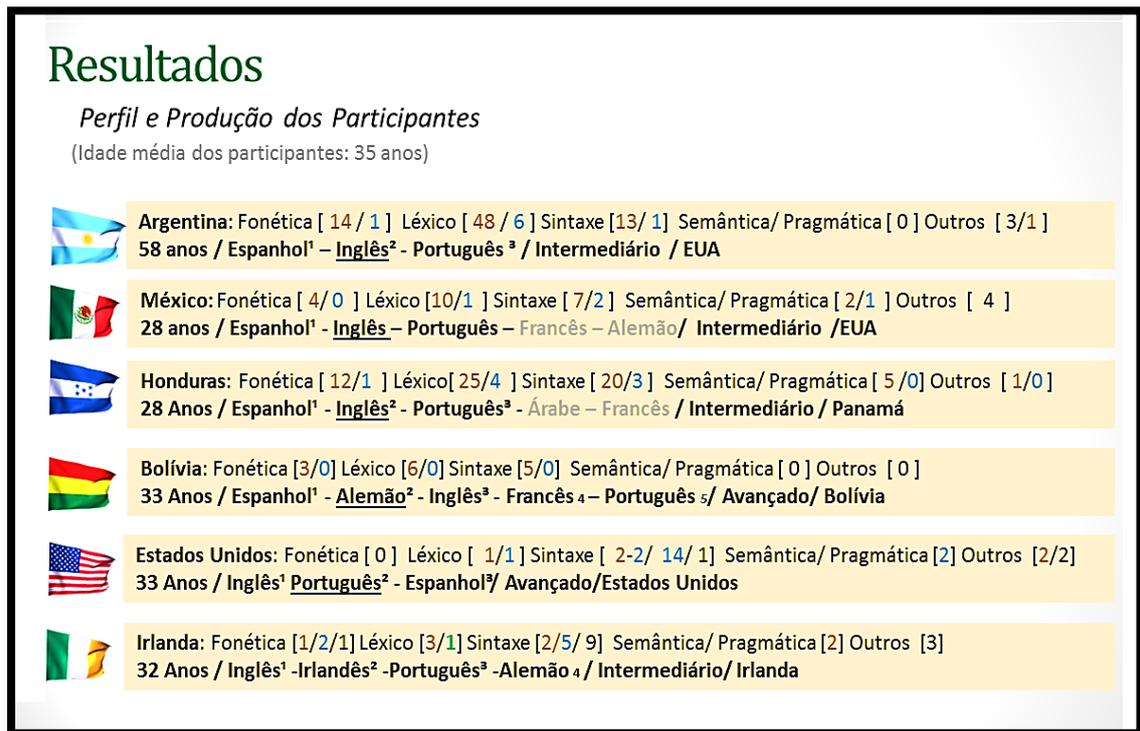 Resultados
Perfil e Produção dos Participantes
(Idade média dos participantes: 35 anos)
Argentina: Fonética [ 14 / 1 ] Léxico [ 48 / 6 ] Sintaxe [13/ 1] Semântica/ Pragmática [ 0 ] Outros [ 3/1 ]
58 anos / Espanhol¹ – Inglês² - Português ³ / Intermediário / EUA
México: Fonética [ 4/ 0 ] Léxico [10/1 ] Sintaxe [ 7/2 ] Semântica/ Pragmática [ 2/1 ] Outros [ 4 ]
28 anos / Espanhol¹ - Inglês – Português – Francês – Alemão/ Intermediário /EUA
Honduras: Fonética [ 12/1 ] Léxico[ 25/4 ] Sintaxe [ 20/3 ] Semântica/ Pragmática [ 5 /0] Outros [ 1/0 ]
28 Anos / Espanhol¹ - Inglês² - Português³ - Árabe – Francês / Intermediário / Panamá
Bolívia: Fonética [3/0] Léxico [6/0] Sintaxe [5/0] Semântica/ Pragmática [ 0 ] Outros [ 0 ]
33 Anos / Espanhol¹ - Alemão² - Inglês³ - Francês 4 – Português 5/ Avançado/ Bolívia
Estados Unidos: Fonética [ 0 ] Léxico [ 1/1 ] Sintaxe [ 2-2/ 14/ 1] Semântica/ Pragmática [2] Outros [2/2]
33 Anos / Inglês¹ Português² - Espanhol³/ Avançado/Estados Unidos
Irlanda: Fonética [1/2/1] Léxico [3/1] Sintaxe [2/5/ 9] Semântica/ Pragmática [2] Outros [3]
32 Anos / Inglês¹ -Irlandês² -Português³ -Alemão 4 / Intermediário/ Irlanda